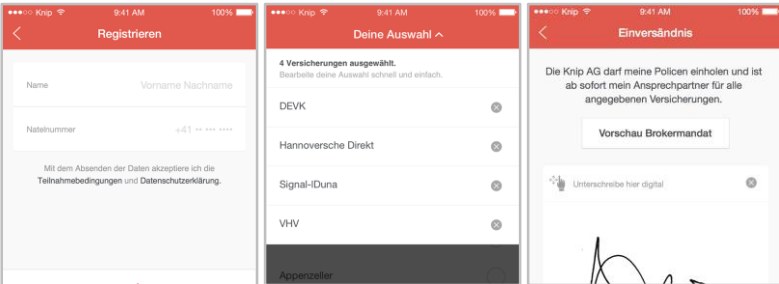 ●●●○○ Knip 9:41 AM 100%
Registrieren
Name Vorname Nachname
Natelnummer +41 •• ••• ••••
Mit dem Absenden der Daten akzeptiere ich die
Teilnahmebedingungen und Datenschutzerklärung.
●●●○○ Knip 9:41 AM 100%
Deine Auswahl
4 Versicherungen ausgewählt.
Bearbeite deine Auswahl schnell und einfach.
DEVK
Hannoversche Direkt
Signal-IDuna
VHV
Appenzeller
●●●○○ Knip 9:41 AM 100%
Einverständnis
Die Knip AG darf meine Policen einholen und ist
ab sofort mein Ansprechpartner für alle
angegebenen Versicherungen.
Vorschau Brokermandat
Unterschreibe hier digital